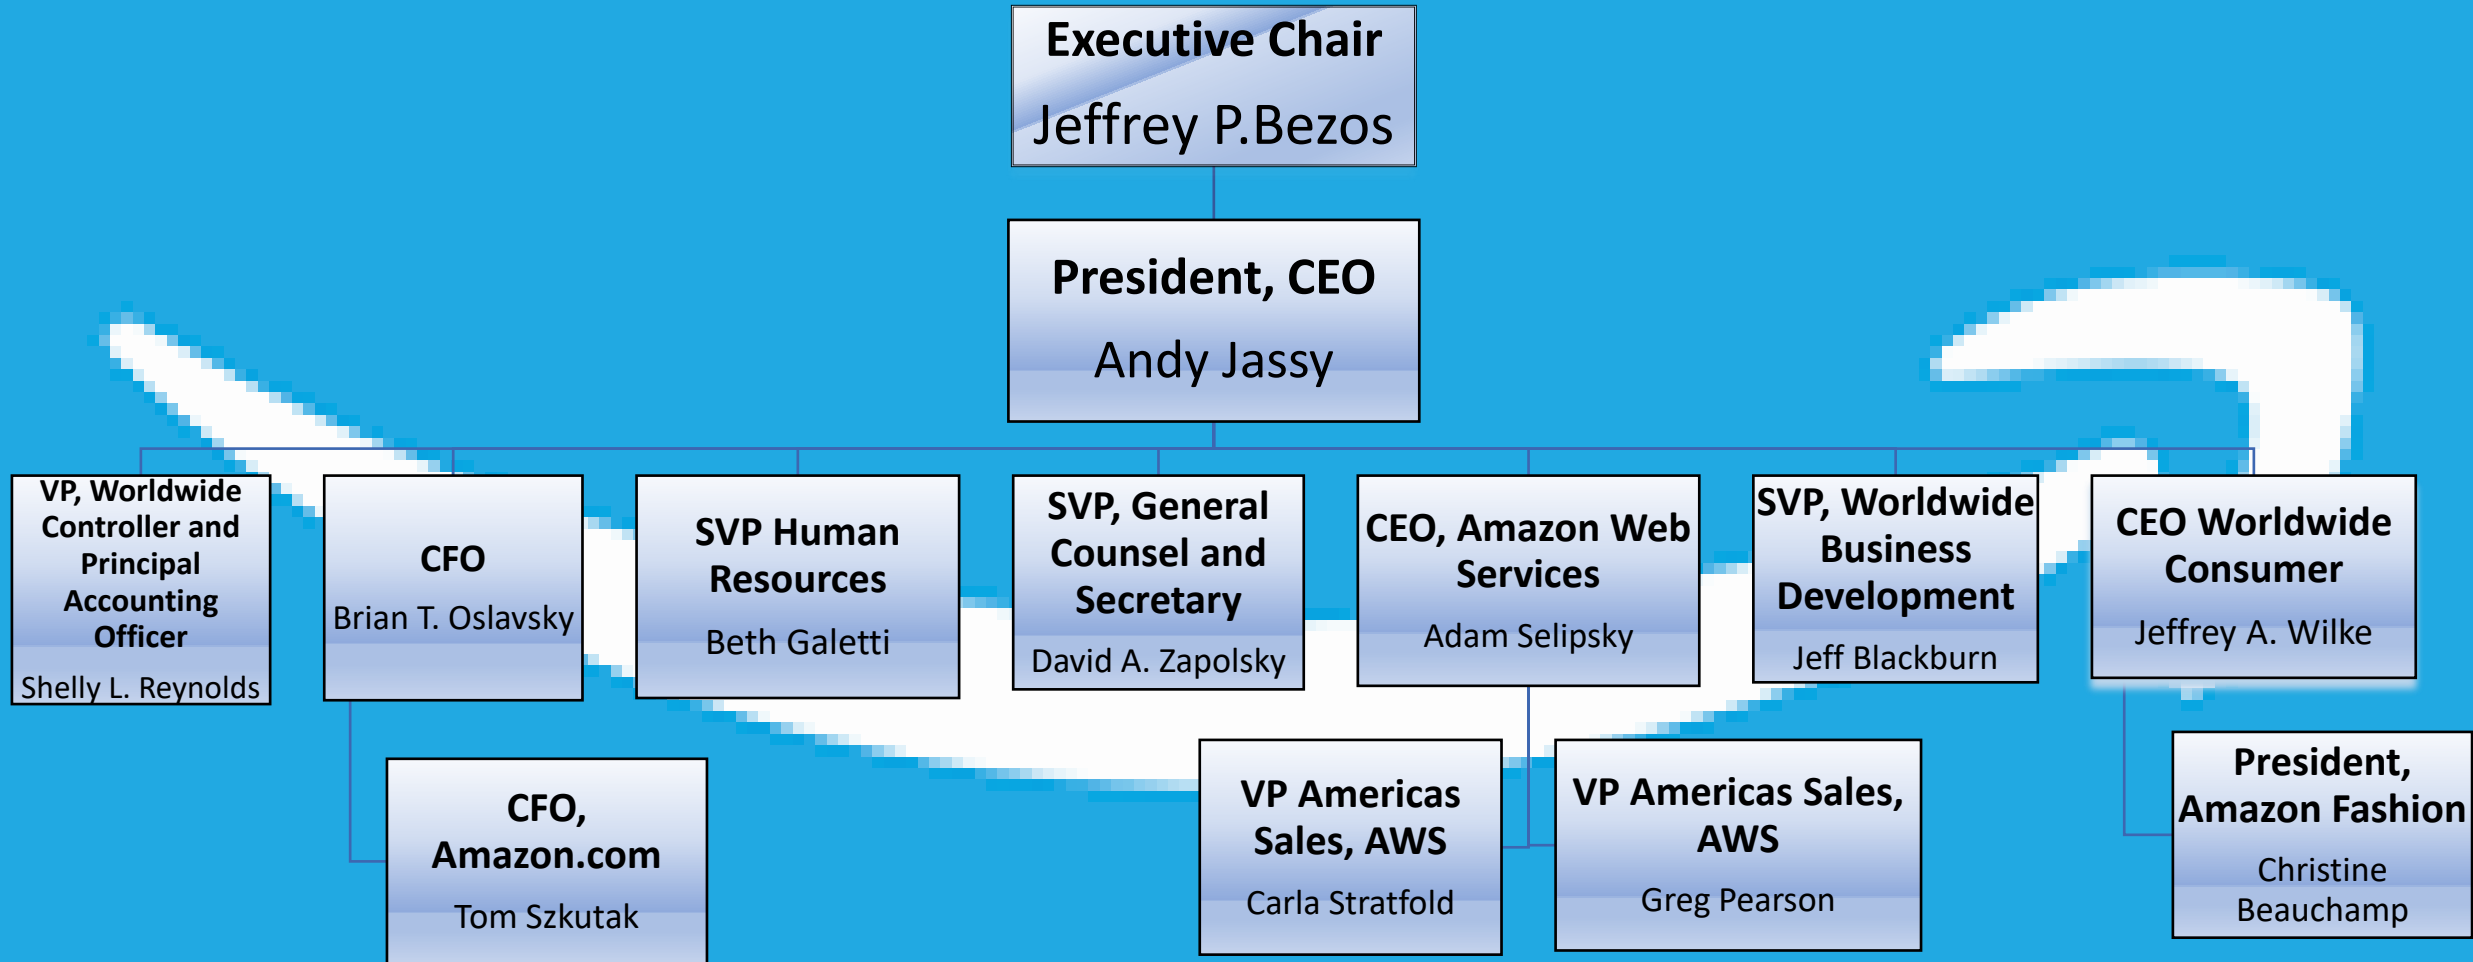 Executive Chair
Jeffrey P.Bezos
President, CEO
Andy Jassy
VP, Worldwide
Controller and
Principal
Accounting
Officer
Shelly L. Reynolds
CFO
Brian T. Oslavsky
SVP Human
Resources
Beth Galetti
SVP, General
Counsel and
Secretary
David A. Zapolsky
CEO, Amazon Web
Services
Adam Selipsky
SVP, Worldwide
Business
Development
Jeff Blackburn
CEO Worldwide
Consumer
Jeffrey A. Wilke
CFO,
Amazon.com
Tom Szkutak
VP Americas
Sales, AWS
Carla Stratfold
VP Americas Sales,
AWS
Greg Pearson
President,
Amazon Fashion
Christine
Beauchamp